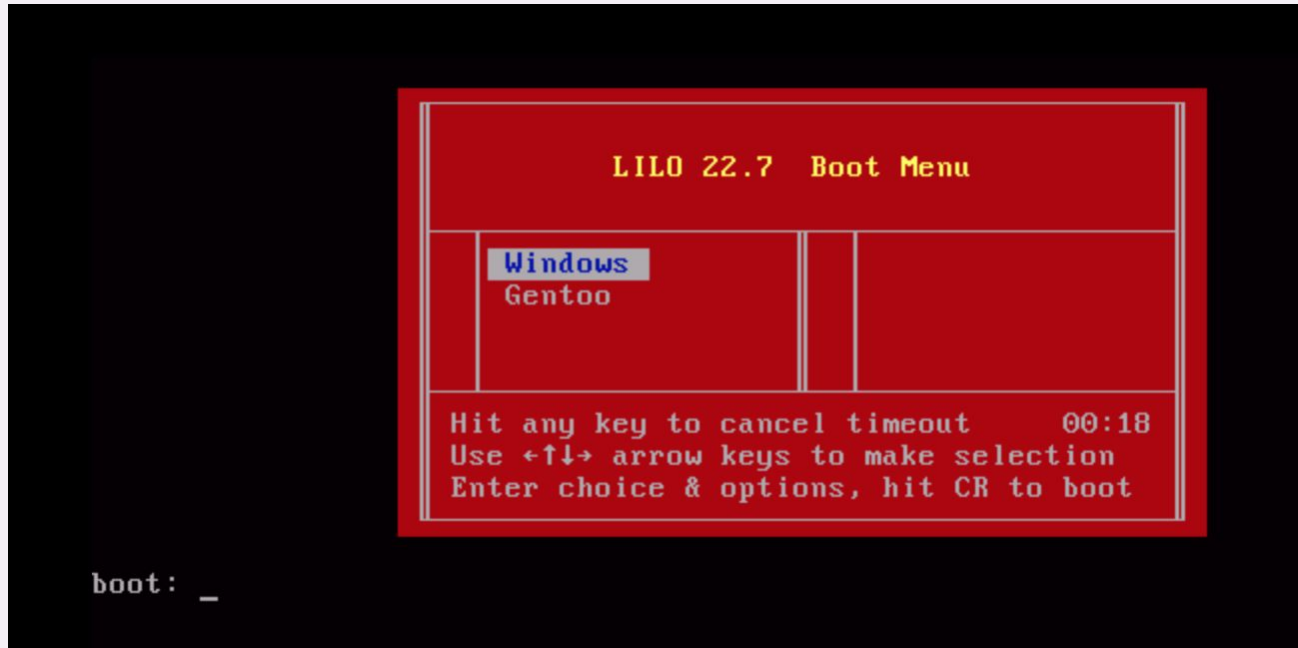 LILO 22.7 Boot Menu
Windows
Gentoo
Hit any key to cancel timeout 00:18
Use ←↑↓→ arrow keys to make selection
Enter choice & options, hit CR to boot
boot: _